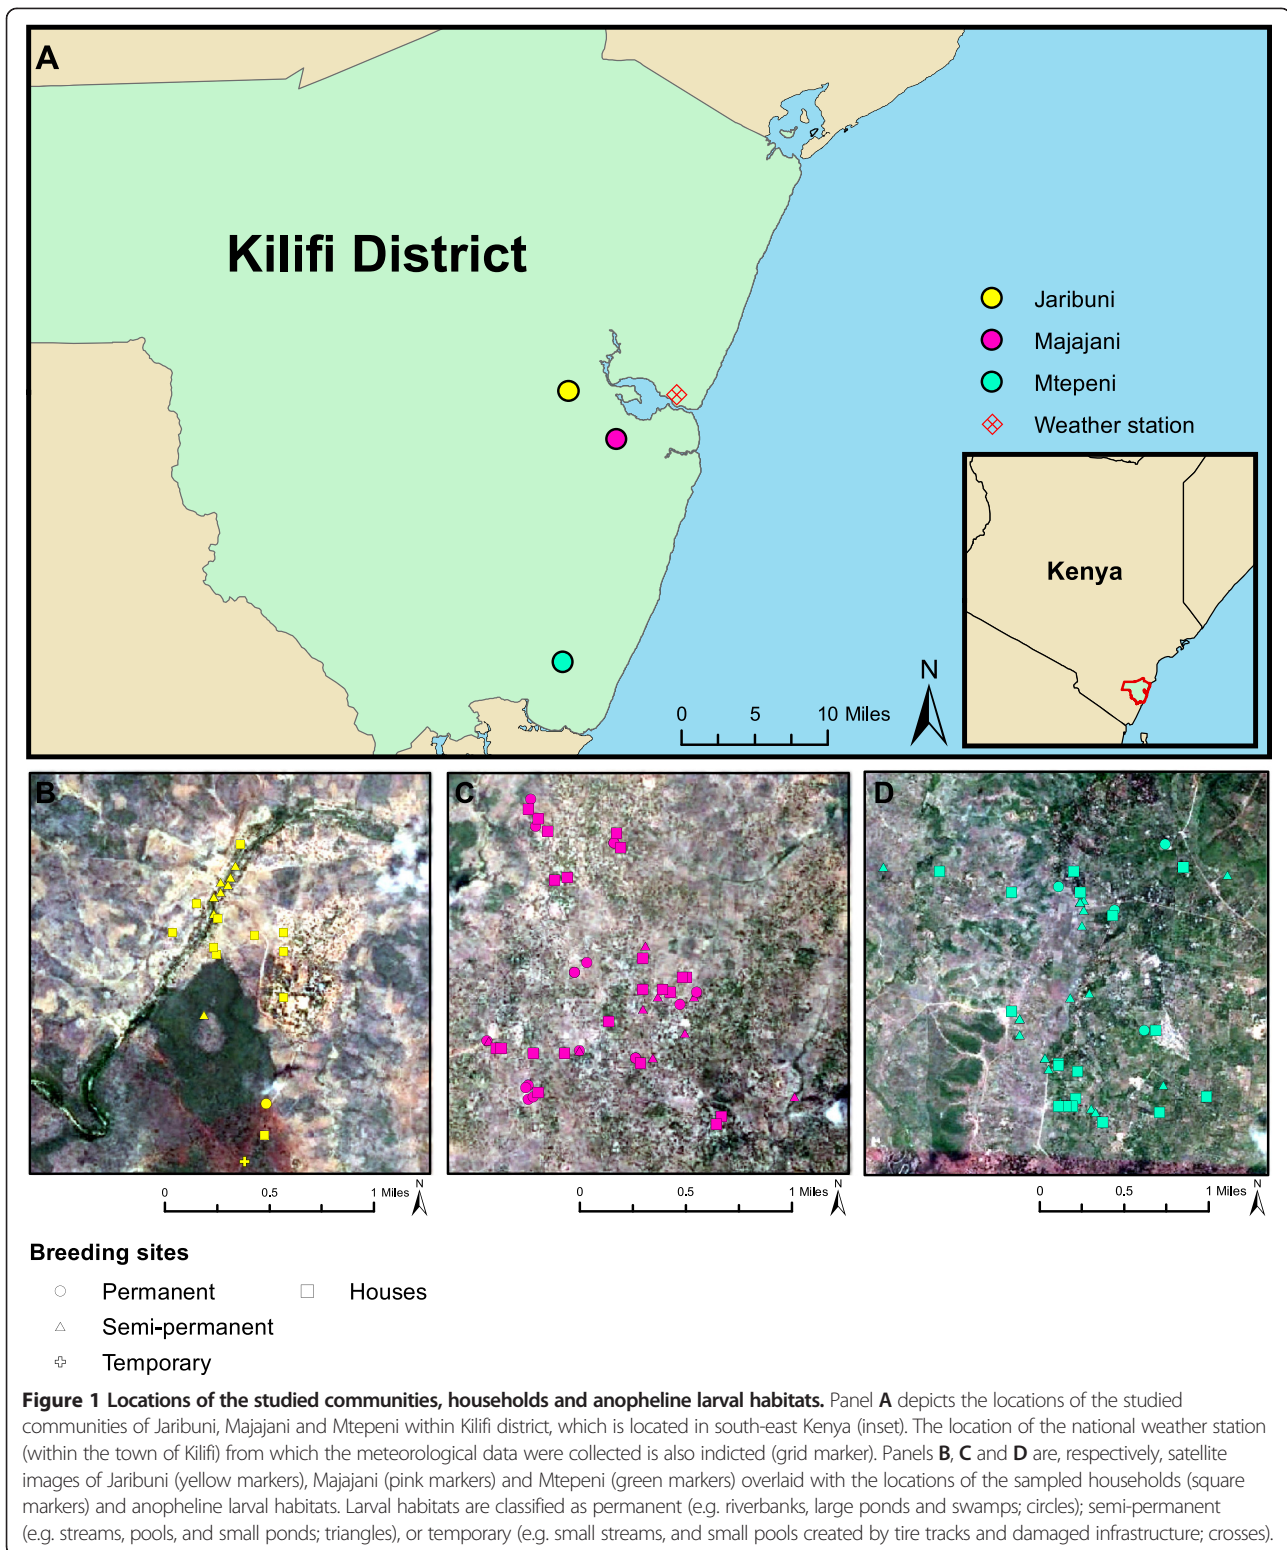 A
Kilifi District
Jaribuni
Majajani
Mtepeni
Weather station
Kenya
N
0 5 10 Miles
B
C
D
0 0.5 1 Miles N
0 0.5 1 Miles N
0 0.5 1 Miles N
Breeding sites
Permanent Houses
Semi-permanent
Temporary
Figure 1 Locations of the studied communities, households and anopheline larval habitats. Panel A depicts the locations of the studied
communities of Jaribuni, Majajani and Mtepeni within Kilifi district, which is located in south-east Kenya (inset). The location of the national weather station
(within the town of Kilifi) from which the meteorological data were collected is also indicted (grid marker). Panels B, C and D are, respectively, satellite
images of Jaribuni (yellow markers), Majajani (pink markers) and Mtepeni (green markers) overlaid with the locations of the sampled households (square
markers) and anopheline larval habitats. Larval habitats are classified as permanent (e.g. riverbanks, large ponds and swamps; circles); semi-permanent
(e.g. streams, pools, and small ponds; triangles), or temporary (e.g. small streams, and small pools created by tire tracks and damaged infrastructure; crosses).